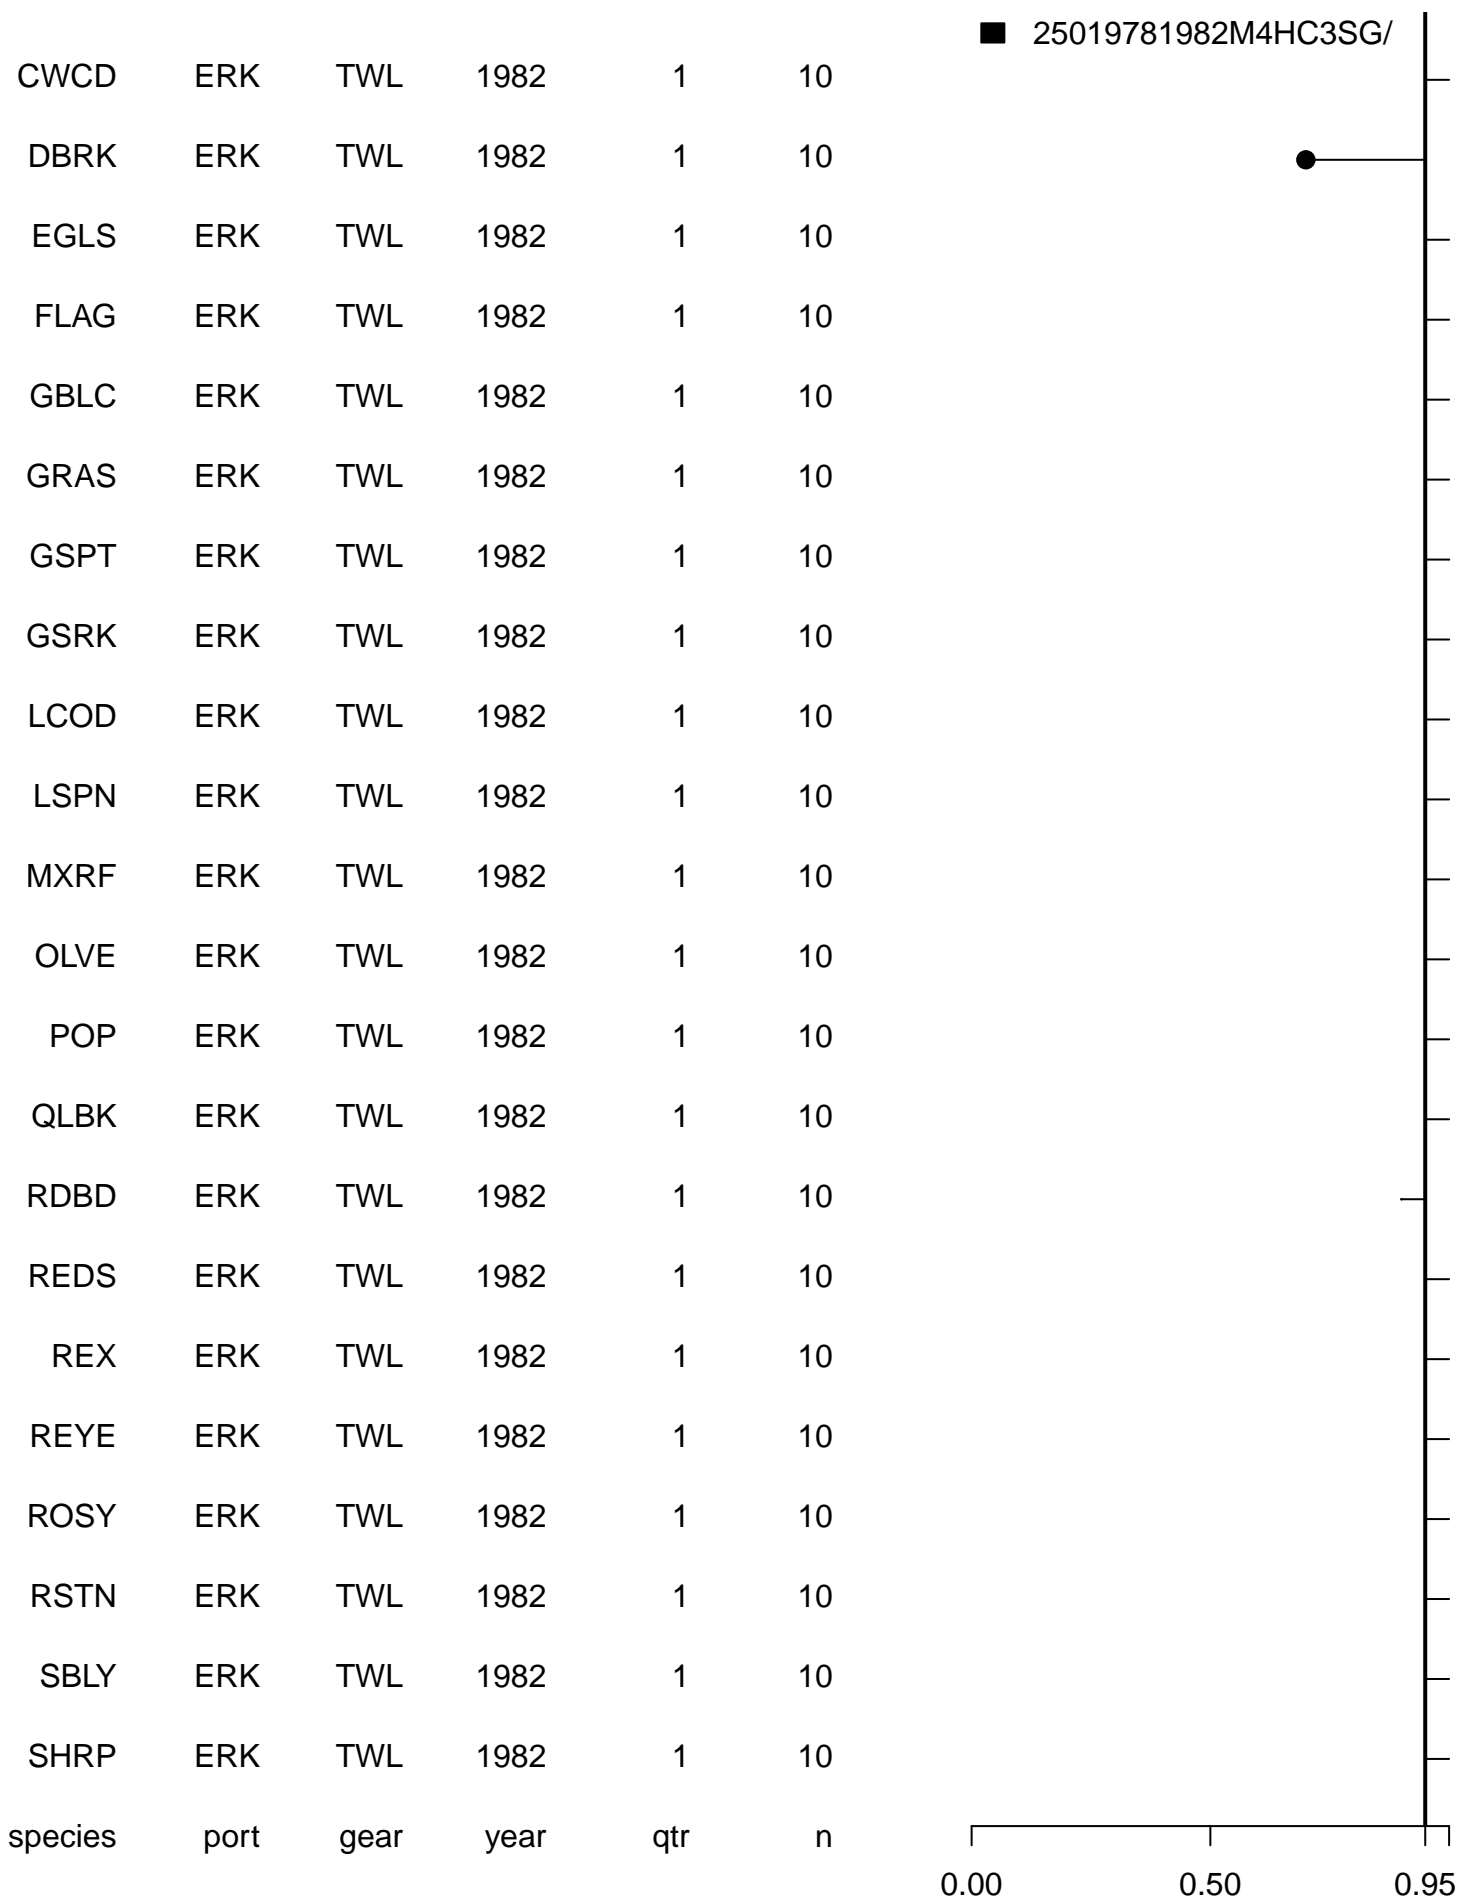 25019781982M4HC3SG/
CWCD ERK TWL 1982 1 10
DBRK ERK TWL 1982 1 10
EGLS ERK TWL 1982 1 10
FLAG ERK TWL 1982 1 10
GBLC ERK TWL 1982 1 10
GRAS ERK TWL 1982 1 10
GSPT ERK TWL 1982 1 10
GSRK ERK TWL 1982 1 10
LCOD ERK TWL 1982 1 10
LSPN ERK TWL 1982 1 10
MXRF ERK TWL 1982 1 10
OLVE ERK TWL 1982 1 10
POP ERK TWL 1982 1 10
QLBK ERK TWL 1982 1 10
RDBD ERK TWL 1982 1 10
REDS ERK TWL 1982 1 10
REX ERK TWL 1982 1 10
REYE ERK TWL 1982 1 10
ROSY ERK TWL 1982 1 10
RSTN ERK TWL 1982 1 10
SBLY ERK TWL 1982 1 10
SHRP ERK TWL 1982 1 10
species port gear year qtr n
0.00 0.50 0.95